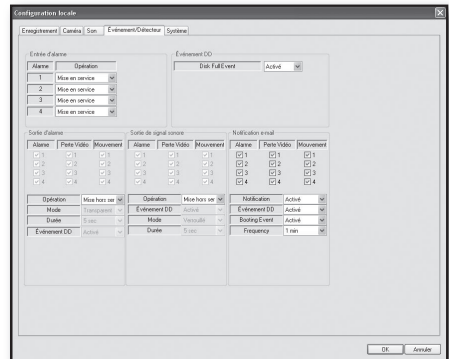 Configuration locale
Enregistrement Caméra Son Événement/Détecteur Système
Entrée d'alarme
Alarme Opération
1 Mise en service
2 Mise en service
3 Mise en service
4 Mise en service
Événement DD
Disk Full Event Activé
Sortie d'alarme
Alarme Perte Vidéo Mouvement
1 1 1
2 2 2
3 3 3
4 4 4
Opération Mise hors ser
Mode Transparent
Durée 5 sec
Événement DD Activé
Sortie de signal sonore
Alarme Perte Vidéo Mouvement
1 1 1
2 2 2
3 3 3
4 4 4
Opération Mise hors ser
Événement DD Activé
Mode Verrouillé
Durée 5 sec
Notification e-mail
Alarme Perte Vidéo Mouvement
1 1 1
2 2 2
3 3 3
4 4 4
Notification Activé
Événement DD Activé
Booting Event Activé
Frequency 1 min
OK Annuler